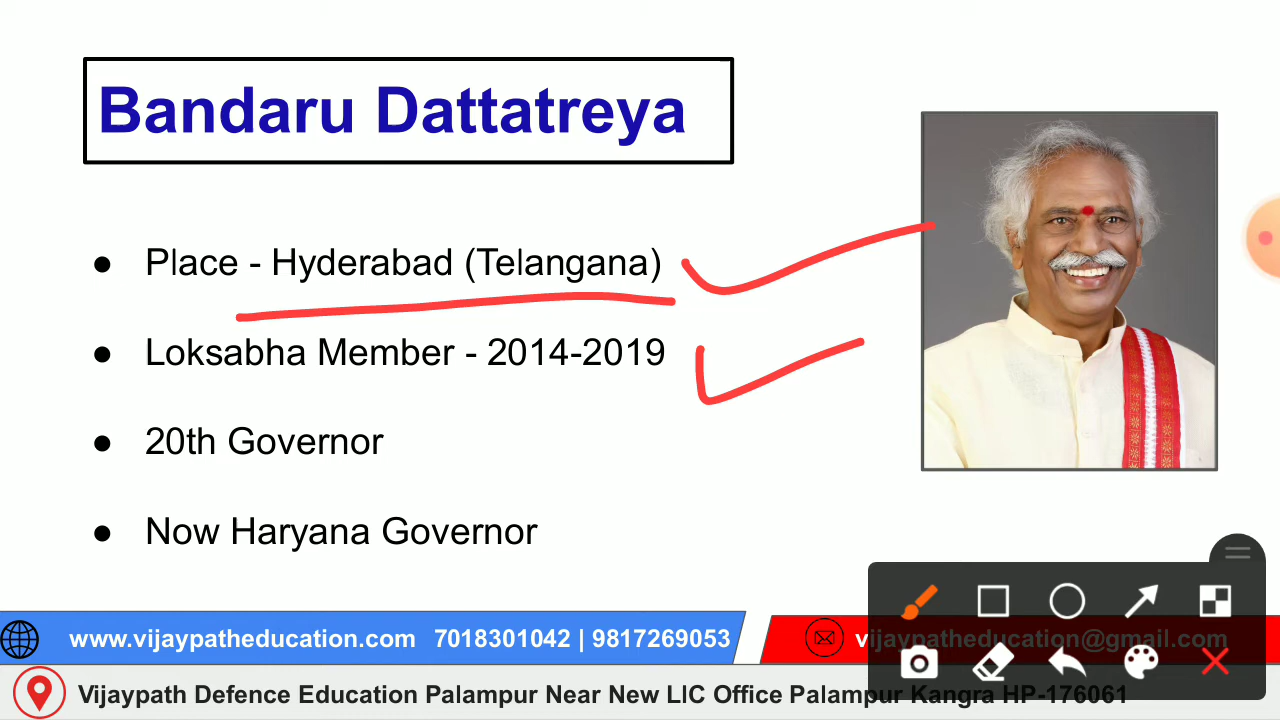 Bandaru Dattatreya
● Place - Hyderabad (Telangana)
● Loksabha Member - 2014-2019
● 20th Governor
● Now Haryana Governor
www.vijaypatheducation.com 7018301042 | 9817269053 vijaypatheducation@gmail.com
Vijaypath Defence Education Palampur Near New LIC Office Palampur Kangra HP-176061